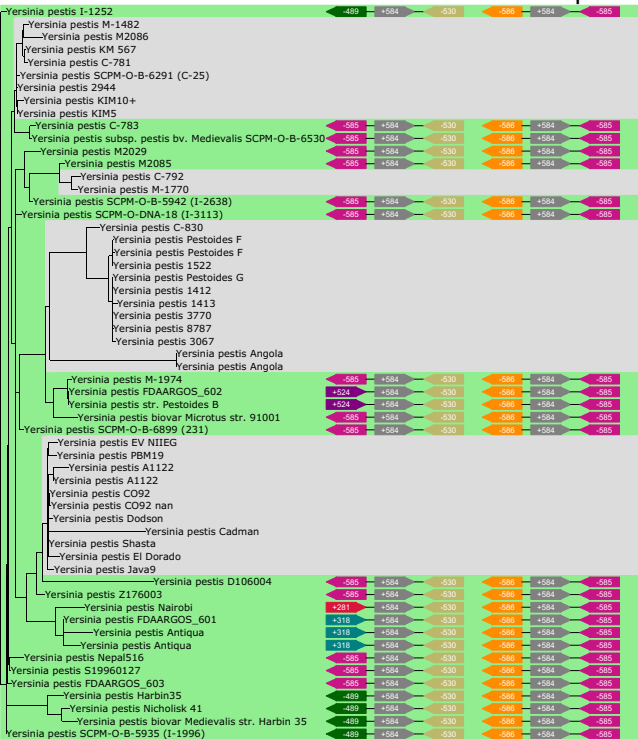 Yersinia pestis I-1252 -489 +584 -530 -586 +584 -585
Yersinia pestis M-1482
Yersinia pestis M2086
Yersinia pestis KM 567
Yersinia pestis C-781
Yersinia pestis SCPM-O-B-6291 (C-25)
Yersinia pestis 2944
Yersinia pestis KIM10+
Yersinia pestis KIM5
Yersinia pestis C-783 -585 +584 -530 -586 +584 -585
Yersinia pestis subsp. pestis bv. Medievalis SCPM-O-B-6530 -585 +584 -530 -586 +584 -585
Yersinia pestis M2029 -585 +584 -530 -586 +584 -585
Yersinia pestis M2085 -585 +584 -530 -586 +584 -585
Yersinia pestis C-792
Yersinia pestis M-1770
Yersinia pestis SCPM-O-B-5942 (I-2638) -585 +584 -530 -586 +584 -585
Yersinia pestis SCPM-O-DNA-18 (I-3113) -585 +584 -530 -586 +584 -585
Yersinia pestis C-830
Yersinia pestis Pestoides F
Yersinia pestis Pestoides F
Yersinia pestis 1522
Yersinia pestis Pestoides G
Yersinia pestis 1412
Yersinia pestis 1413
Yersinia pestis 3770
Yersinia pestis 8787
Yersinia pestis 3067
Yersinia pestis Angola
Yersinia pestis Angola
Yersinia pestis M-1974 -585 +584 -530 -586 +584 -585
Yersinia pestis FDAARGOS_602 +524 +584 -530 -586 +584 -585
Yersinia pestis str. Pestoides B +524 +584 -530 -586 +584 -585
Yersinia pestis biovar Microtus str. 91001 -585 +584 -530 -586 +584 -585
Yersinia pestis SCPM-O-B-6899 (231) -585 +584 -530 -586 +584 -585
Yersinia pestis EV NIIEG
Yersinia pestis PBM19
Yersinia pestis A1122
Yersinia pestis A1122
Yersinia pestis CO92
Yersinia pestis CO92 nan
Yersinia pestis Dodson
Yersinia pestis Cadman
Yersinia pestis Shasta
Yersinia pestis El Dorado
Yersinia pestis Java9
Yersinia pestis D106004 -585 +584 -530 -586 +584 -585
Yersinia pestis Z176003 -585 +584 -530 -586 +584 -585
Yersinia pestis Nairobi +281 +584 -530 -586 +584 -585
Yersinia pestis FDAARGOS_601 +318 +584 -530 -586 +584 -585
Yersinia pestis Antiqua +318 +584 -530 -586 +584 -585
Yersinia pestis Antiqua +318 +584 -530 -586 +584 -585
Yersinia pestis Nepal516 -585 +584 -530 -586 +584 -585
Yersinia pestis S19960127 -585 +584 -530 -586 +584 -585
Yersinia pestis FDAARGOS_603 -585 +584 -530 -586 +584 -585
Yersinia pestis Harbin35 -489 +584 -530 -586 +584 -585
Yersinia pestis Nicholisk 41 -489 +584 -530 -586 +584 -585
Yersinia pestis biovar Medievalis str. Harbin 35 -489 +584 -530 -586 +584 -585
Yersinia pestis SCPM-O-B-5935 (I-1996) -489 +584 -530 -586 +584 -585